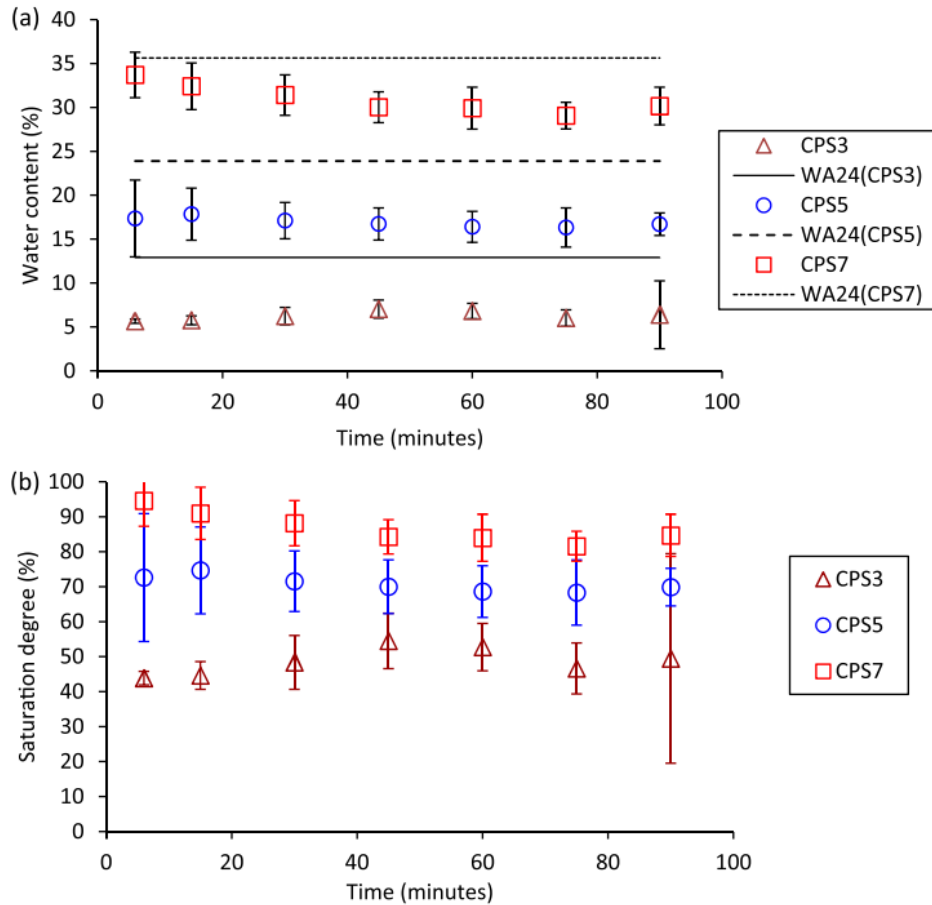 (a)
40
35
30
25
20
15
10
5
0
Water content (%)
0 20 40 60 80 100
Time (minutes)
CPS3
WA24(CPS3)
CPS5
WA24(CPS5)
CPS7
WA24(CPS7)
(b)
100
90
80
70
60
50
40
30
20
10
0
Saturation degree (%)
0 20 40 60 80 100
Time (minutes)
CPS3
CPS5
CPS7